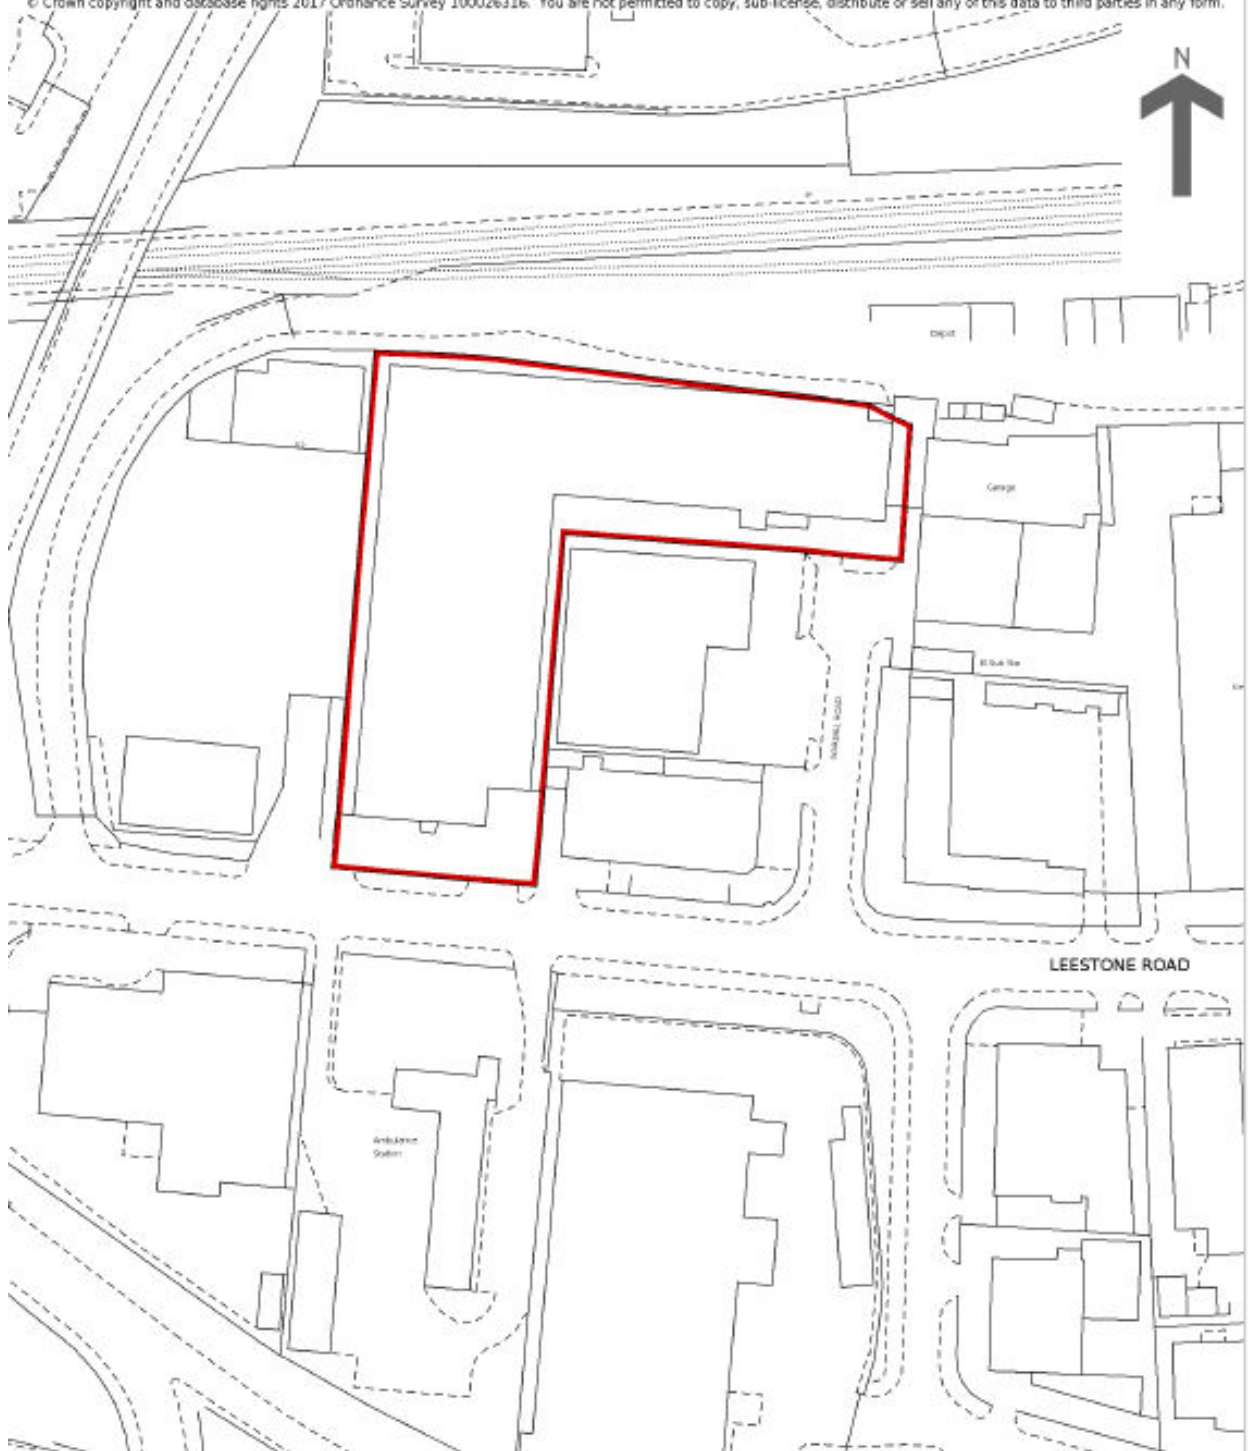 © Crown copyright and database rights 2017 Ordnance Survey 100026316. You are not permitted to copy, sub-license, distribute or sell any of this data to third parties in any form.
N
Depot
Garage
El Sub Sta
LEESTONE ROAD
Ambulance
Station